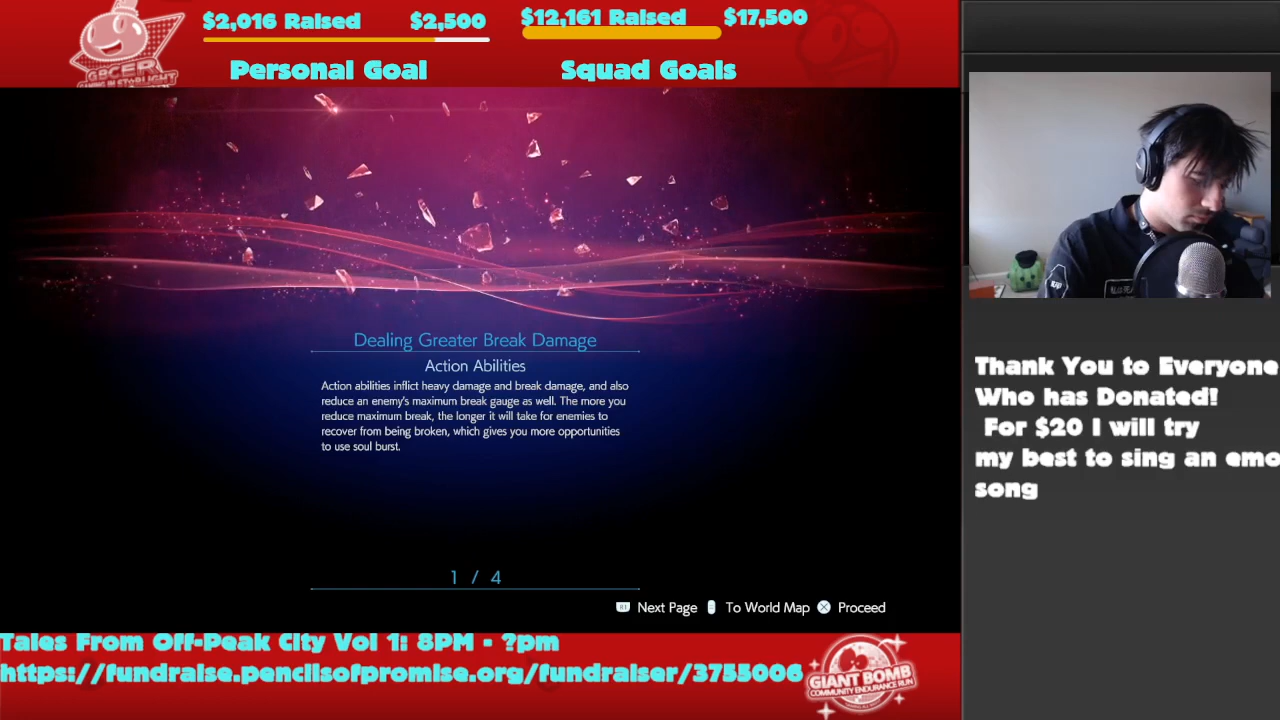 $2,016 Raised $2,500
$12,161 Raised $17,500
Personal Goal
Squad Goals
GBCER
GAMING IN STARLIGHT
Dealing Greater Break Damage
Action Abilities
Action abilities inflict heavy damage and break damage, and also
reduce an enemy's maximum break gauge as well. The more you
reduce maximum break, the longer it will take for enemies to
recover from being broken, which gives you more opportunities
to use soul burst.
1 / 4
Next Page To World Map Proceed
Thank You to Everyone
Who has Donated!
For $20 I will try
my best to sing an emo
song
Tales From Off-Peak City Vol 1: 8PM - ?pm
https://fundraise.pencilsofpromise.org/fundraiser/3755006
GIANT BOMB
COMMUNITY ENDURANCE RUN